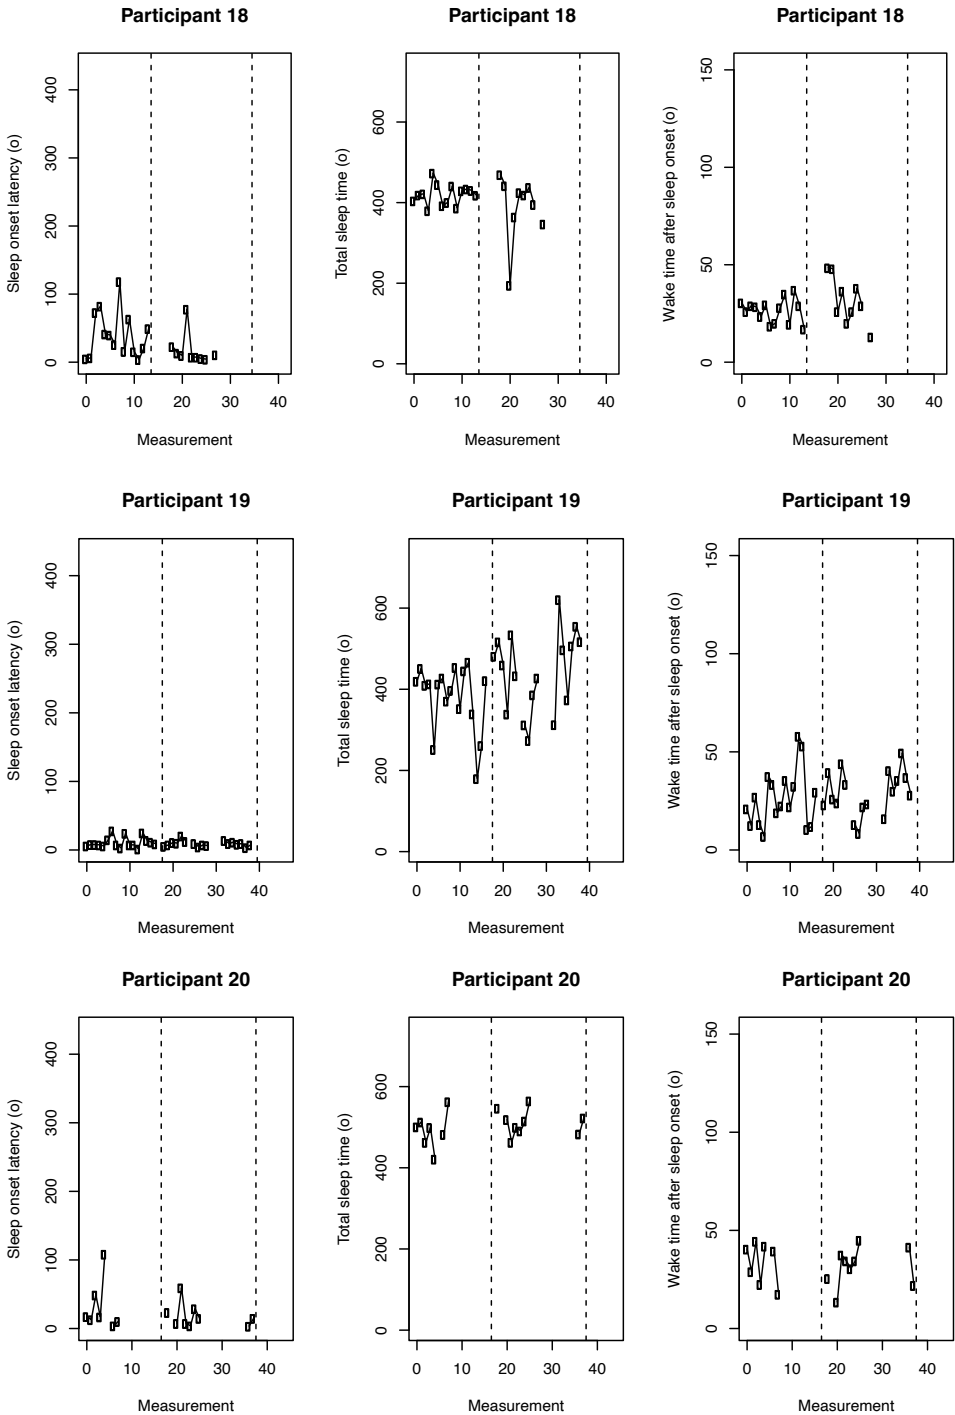 Participant 18 Participant 18 Participant 18
Sleep onset latency (o)
0 100 200 300 400
0 10 20 30 40
Measurement
Total sleep time (o)
0 200 400 600
0 10 20 30 40
Measurement
Wake time after sleep onset (o)
0 50 100 150
0 10 20 30 40
Measurement
Participant 19 Participant 19 Participant 19
Sleep onset latency (o)
0 100 200 300 400
0 10 20 30 40
Measurement
Total sleep time (o)
0 200 400 600
0 10 20 30 40
Measurement
Wake time after sleep onset (o)
0 50 100 150
0 10 20 30 40
Measurement
Participant 20 Participant 20 Participant 20
Sleep onset latency (o)
0 100 200 300 400
0 10 20 30 40
Measurement
Total sleep time (o)
0 200 400 600
0 10 20 30 40
Measurement
Wake time after sleep onset (o)
0 50 100 150
0 10 20 30 40
Measurement